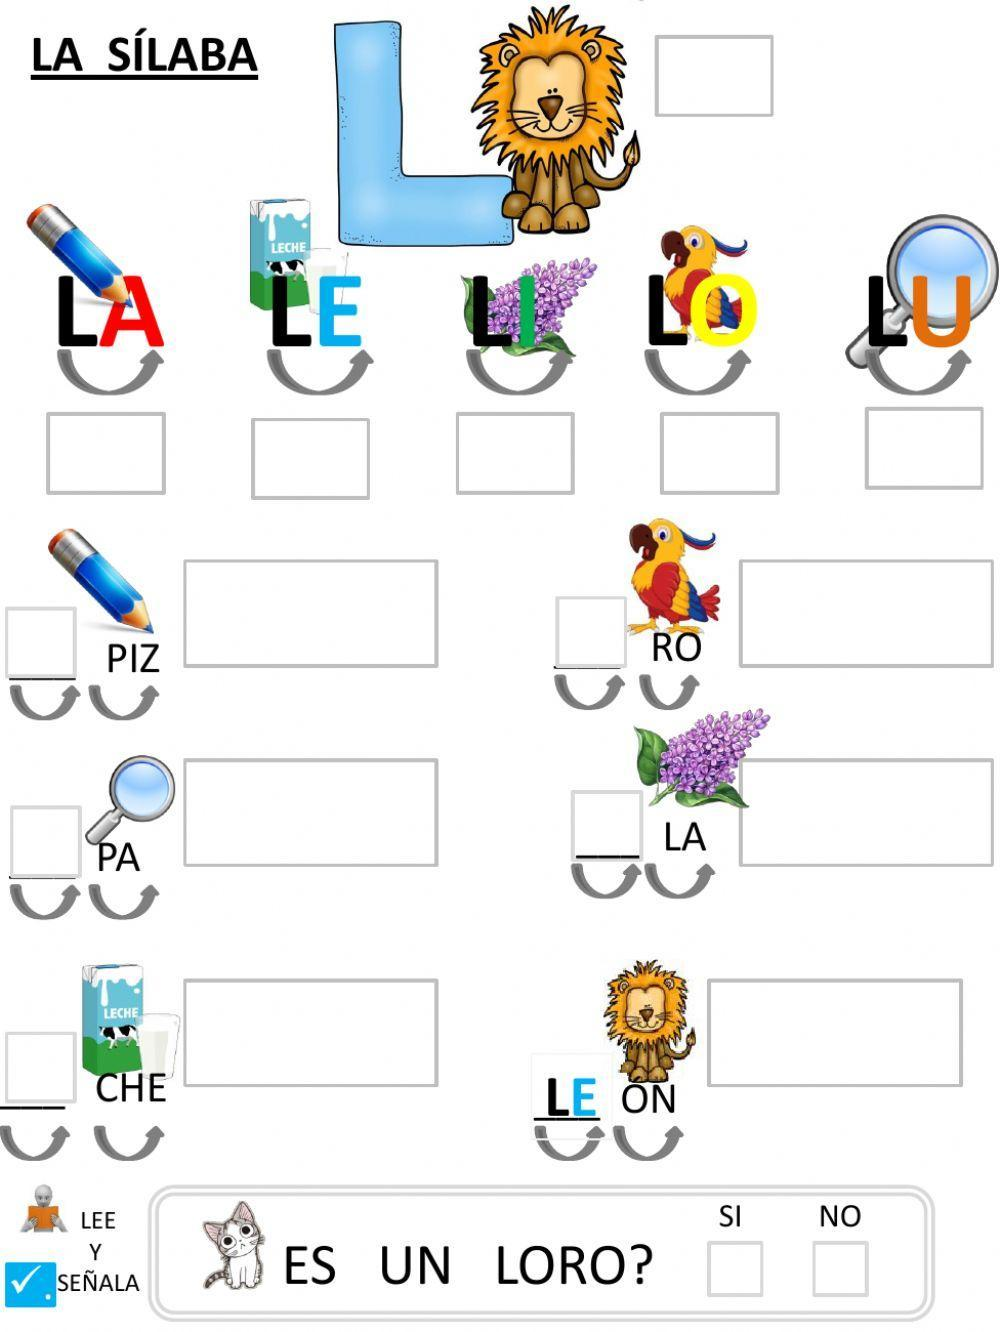 LA SÍLABA
L
LECHE
LA LE LI LO LU
PIZ
RO
PA
LA
LECHE
CHE
LE ÓN
LEE
Y
SEÑALA
ES UN LORO?
SI NO